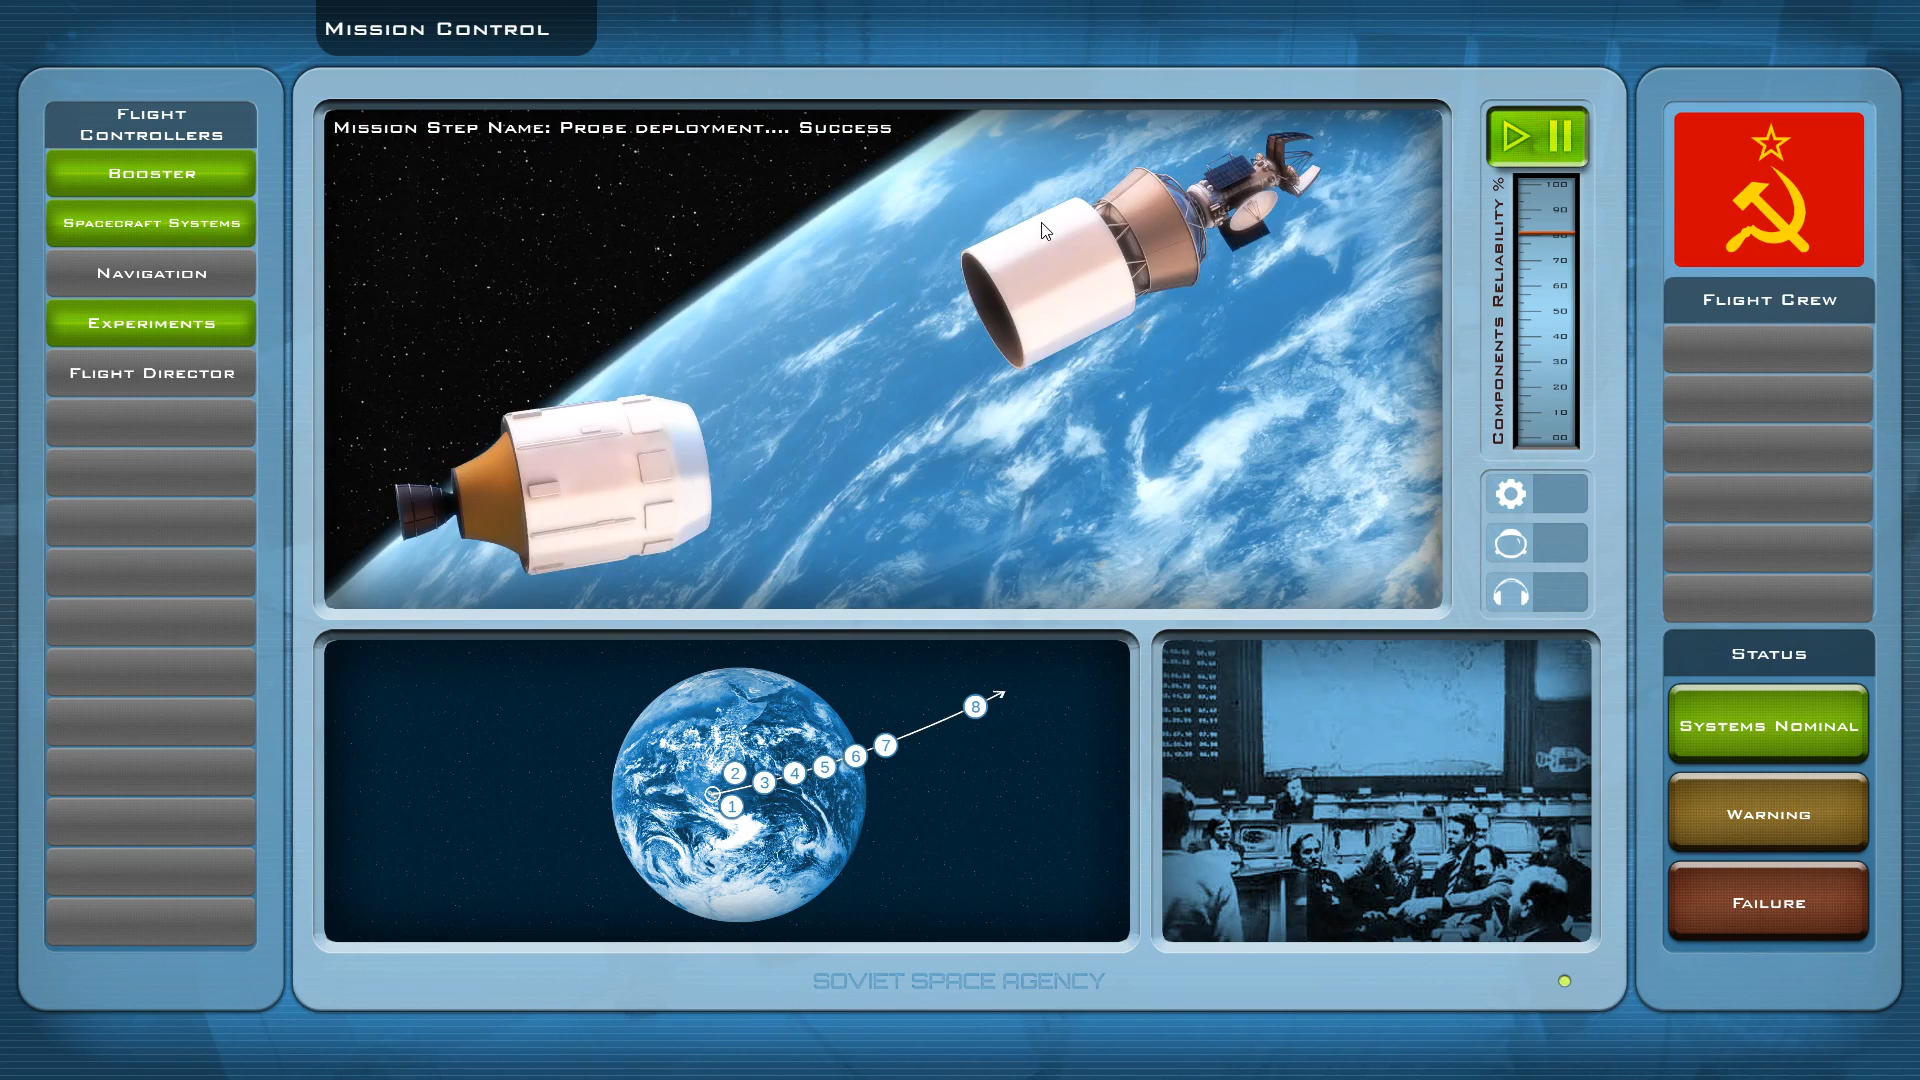 Mission Control
Flight
Controllers
Booster
Spacecraft Systems
Navigation
Experiments
Flight Director
Mission Step Name: Probe deployment.... Success
Components Reliability %
100
90
80
70
60
50
40
30
20
10
00
Flight Crew
Status
Systems Nominal
Warning
Failure
1
2
3
4
5
6
7
8
SOVIET SPACE AGENCY